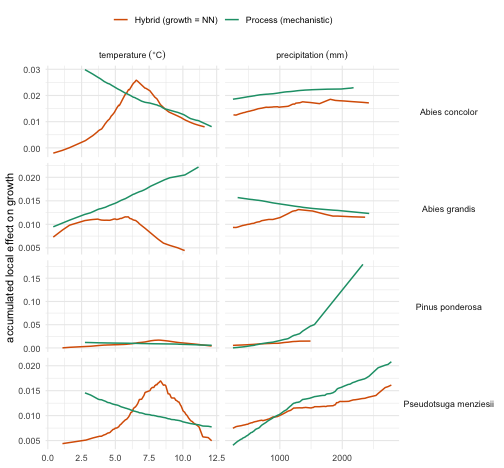 Hybrid (growth = NN) Process (mechanistic)
temperature (°C) precipitation (mm)
accumulated local effect on growth
0.03
0.02
0.01
0.00
Abies concolor
0.020
0.015
0.010
0.005
Abies grandis
0.15
0.10
0.05
0.00
Pinus ponderosa
0.020
0.015
0.010
0.005
Pseudotsuga menziesii
0.0 2.5 5.0 7.5 10.0 12.5 1000 2000